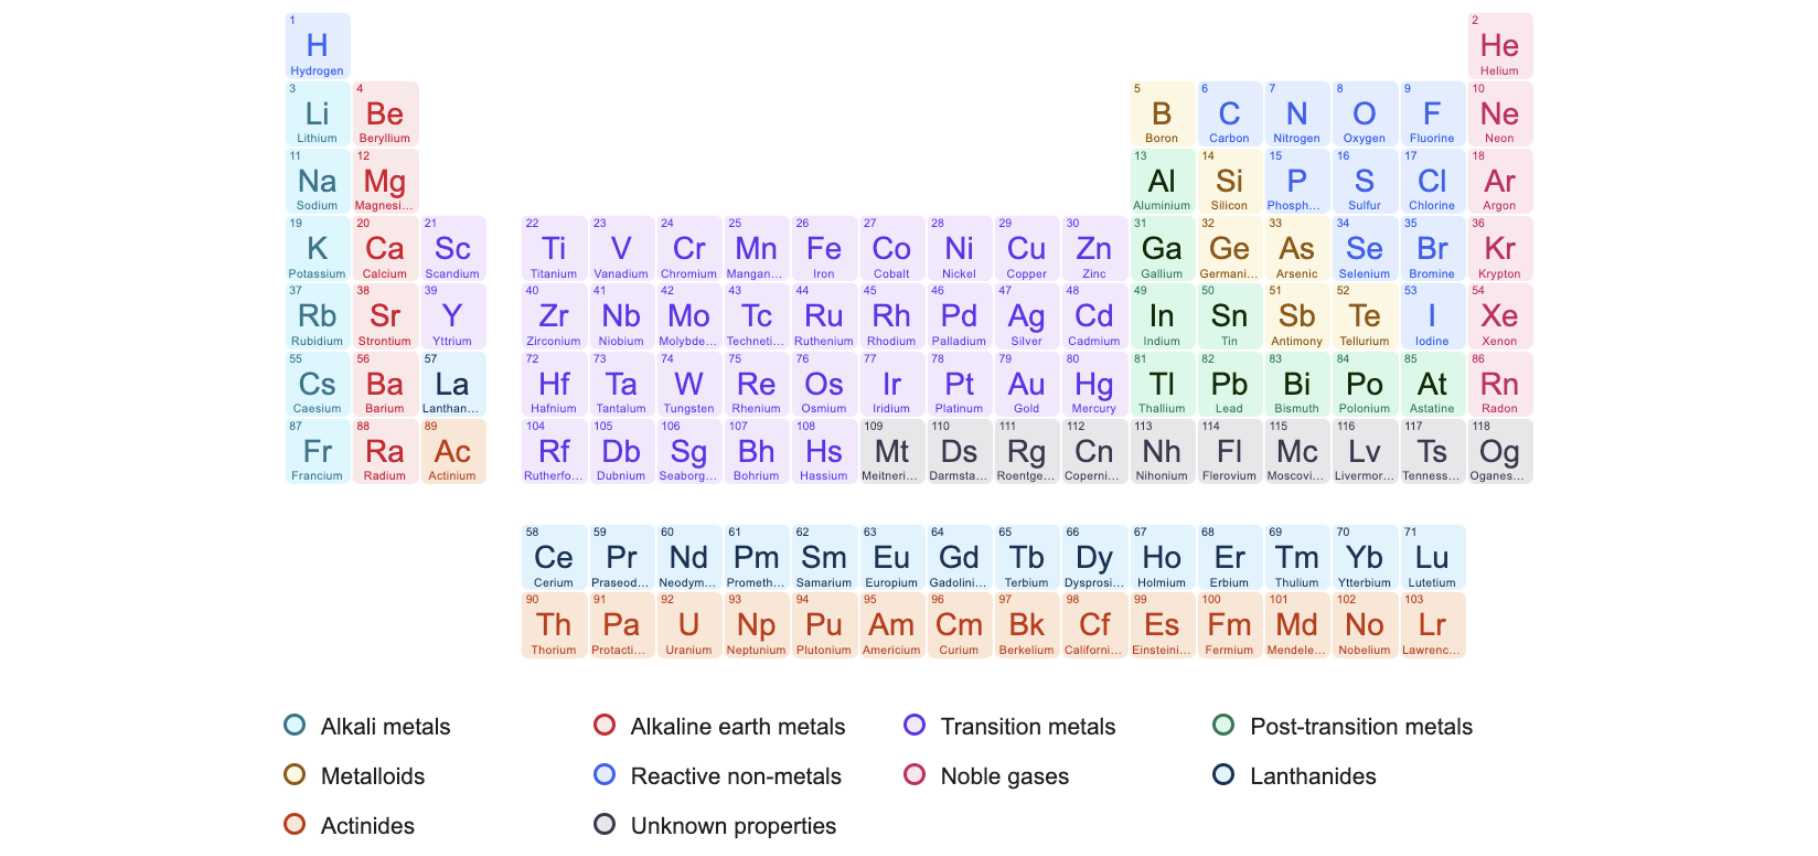 1 2
H He
Hydrogen Helium
3 4 5 6 7 8 9 10
Li Be B C N O F Ne
Lithium Beryllium Boron Carbon Nitrogen Oxygen Fluorine Neon
11 12 13 14 15 16 17 18
Na Mg Al Si P S Cl Ar
Sodium Magnesi... Aluminium Silicon Phosph... Sulfur Chlorine Argon
19 20 21 22 23 24 25 26 27 28 29 30 31 32 33 34 35 36
K Ca Sc Ti V Cr Mn Fe Co Ni Cu Zn Ga Ge As Se Br Kr
Potassium Calcium Scandium Titanium Vanadium Chromium Mangan... Iron Cobalt Nickel Copper Zinc Gallium Germani... Arsenic Selenium Bromine Krypton
37 38 39 40 41 42 43 44 45 46 47 48 49 50 51 52 53 54
Rb Sr Y Zr Nb Mo Tc Ru Rh Pd Ag Cd In Sn Sb Te I Xe
Rubidium Strontium Yttrium Zirconium Niobium Molybde... Techneti... Ruthenium Rhodium Palladium Silver Cadmium Indium Tin Antimony Tellurium Iodine Xenon
55 56 57 72 73 74 75 76 77 78 79 80 81 82 83 84 85 86
Cs Ba La Hf Ta W Re Os Ir Pt Au Hg Tl Pb Bi Po At Rn
Caesium Barium Lanthan... Hafnium Tantalum Tungsten Rhenium Osmium Iridium Platinum Gold Mercury Thallium Lead Bismuth Polonium Astatine Radon
87 88 89 104 105 106 107 108 109 110 111 112 113 114 115 116 117 118
Fr Ra Ac Rf Db Sg Bh Hs Mt Ds Rg Cn Nh Fl Mc Lv Ts Og
Francium Radium Actinium Rutherfo... Dubnium Seaborg... Bohrium Hassium Meitneri... Darmsta... Roentge... Coperni... Nihonium Flerovium Moscovi... Livermor... Tenness... Oganes...
58 59 60 61 62 63 64 65 66 67 68 69 70 71
Ce Pr Nd Pm Sm Eu Gd Tb Dy Ho Er Tm Yb Lu
Cerium Praseod... Neodym... Prometh... Samarium Europium Gadolini... Terbium Dysprosi... Holmium Erbium Thulium Ytterbium Lutetium
90 91 92 93 94 95 96 97 98 99 100 101 102 103
Th Pa U Np Pu Am Cm Bk Cf Es Fm Md No Lr
Thorium Protacti... Uranium Neptunium Plutonium Americium Curium Berkelium Californi... Einsteini... Fermium Mendele... Nobelium Lawrenc...
Alkali metals Alkaline earth metals Transition metals Post-transition metals
Metalloids Reactive non-metals Noble gases Lanthanides
Actinides Unknown properties